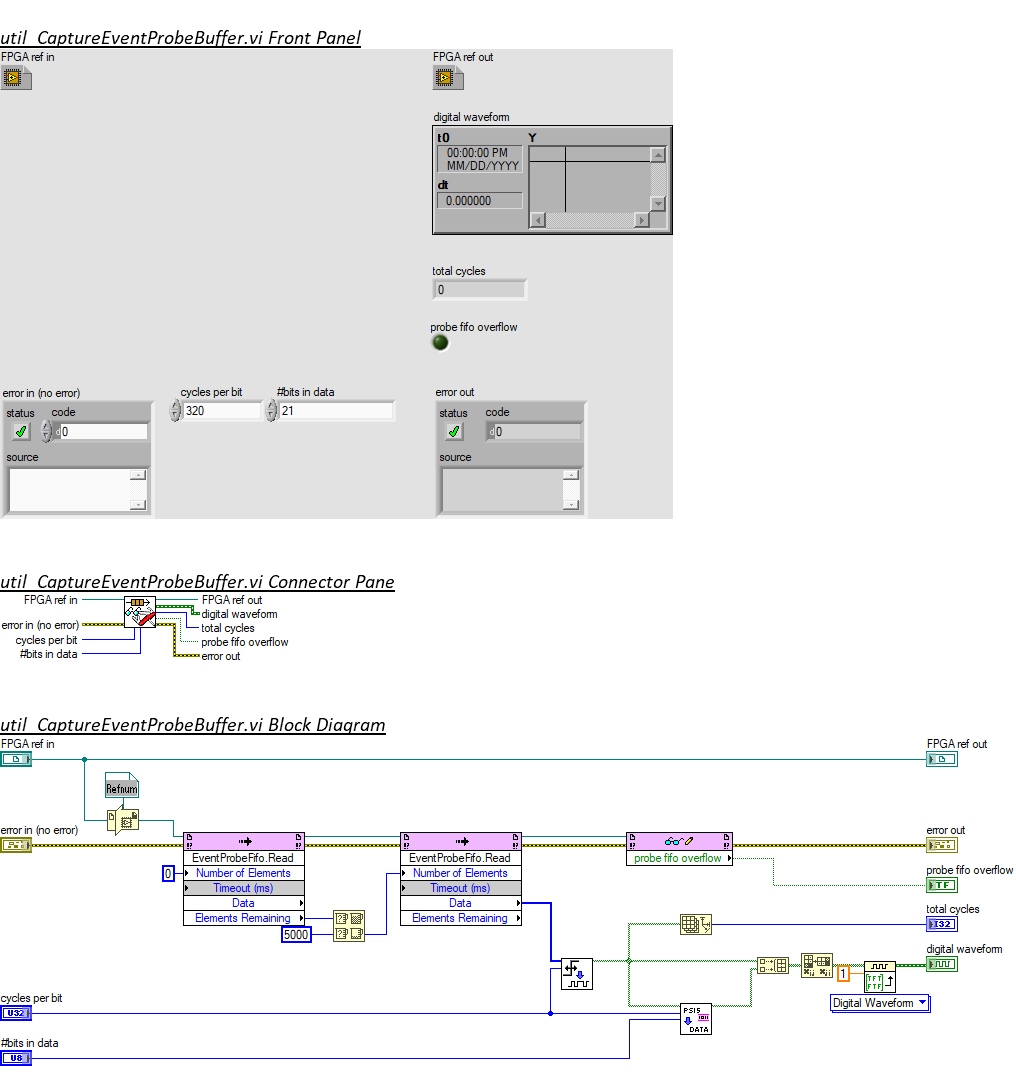 util_CaptureEventProbeBuffer.vi Front Panel
FPGA ref in
FPGA ref out
digital waveform
t0
Y
00:00:00 PM
MM/DD/YYYY
dt
0.000000
total cycles
0
probe fifo overflow
error in (no error)
cycles per bit
#bits in data
error out
status
code
320
21
status
code
d0
d0
source
source
util_CaptureEventProbeBuffer.vi Connector Pane
FPGA ref in
FPGA ref out
digital waveform
error in (no error)
total cycles
cycles per bit
probe fifo overflow
#bits in data
error out
util_CaptureEventProbeBuffer.vi Block Diagram
FPGA ref in
FPGA ref out
Refnum
error in (no error)
error out
EventProbeFifo.Read
EventProbeFifo.Read
probe fifo overflow
0
Number of Elements
Number of Elements
probe fifo overflow
Timeout (ms)
Timeout (ms)
TF
Data
Data
total cycles
Elements Remaining
Elements Remaining
I32
5000
digital waveform
1
TFT
FTF
cycles per bit
Digital Waveform
U32
PSI5
DATA
#bits in data
U8